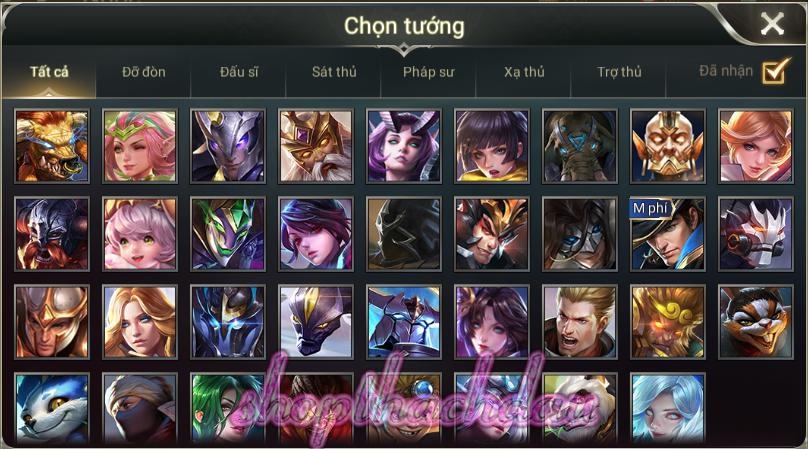 Chọn tướng
Tất cả Đỡ đòn Đấu sĩ Sát thủ Pháp sư Xạ thủ Trợ thủ Đã nhận
M phí
shopthachdou